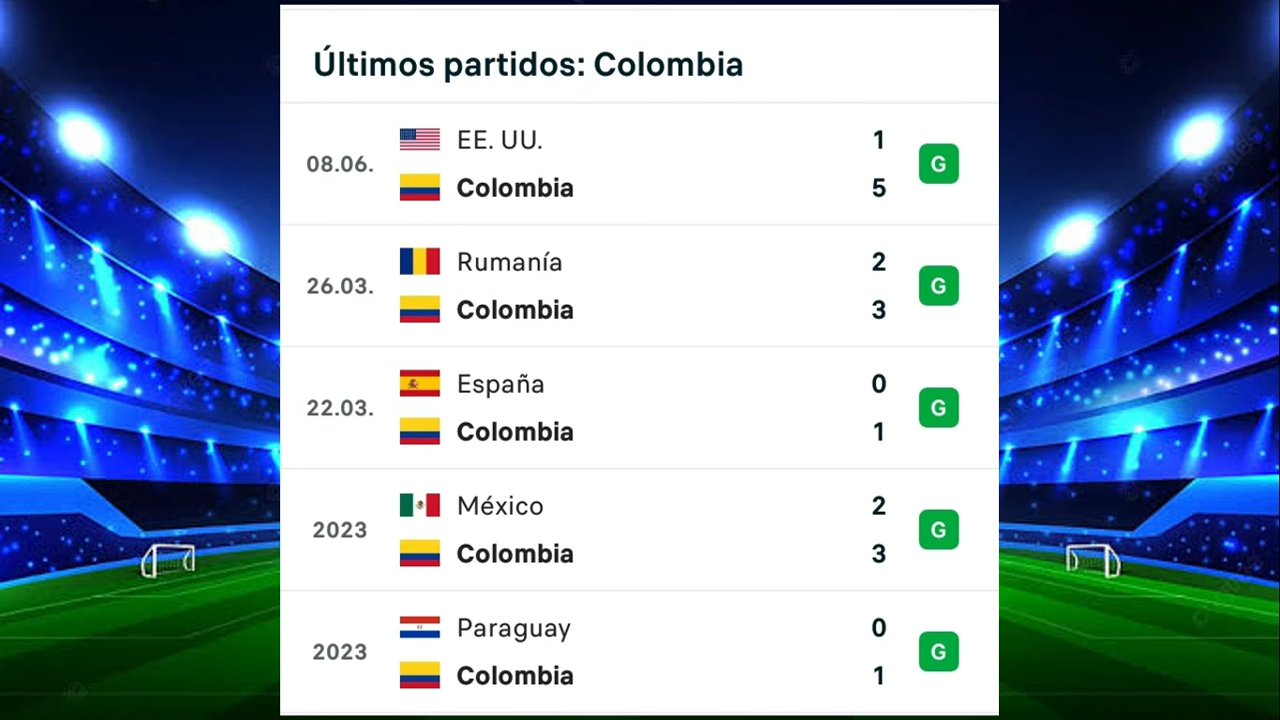 Últimos partidos: Colombia
08.06.
EE. UU. 1
Colombia 5
G
26.03.
Rumanía 2
Colombia 3
G
22.03.
España 0
Colombia 1
G
2023
México 2
Colombia 3
G
2023
Paraguay 0
Colombia 1
G